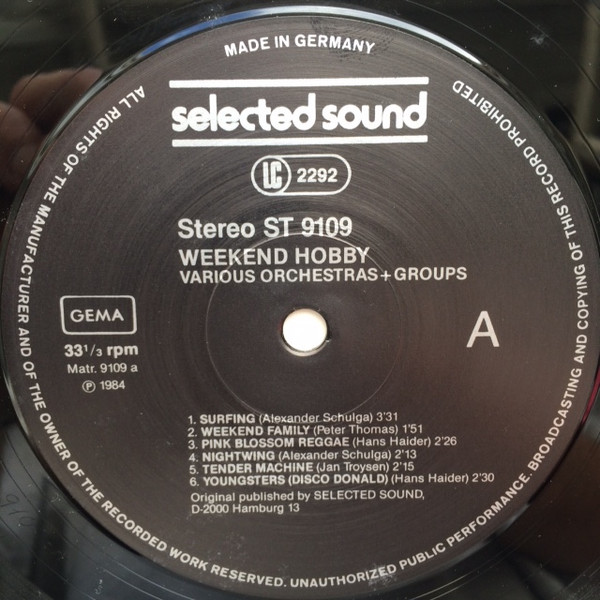 MADE IN GERMANY
selected sound
LC 2292
Stereo ST 9109
WEEKEND HOBBY
VARIOUS ORCHESTRAS+GROUPS
GEMA
A
33 1/3 rpm
Matr. 9109 a
℗ 1984
1. SURFING (Alexander Schulga) 3'31
2. WEEKEND FAMILY (Peter Thomas) 1'51
3. PINK BLOSSOM REGGAE (Hans Haider) 2'26
4. NIGHTWING (Alexander Schulga) 2'13
5. TENDER MACHINE (Jan Troysen) 2'15
6. YOUNGSTERS (DISCO DONALD) (Hans Haider) 2'30
Original published by SELECTED SOUND,
D-2000 Hamburg 13
ALL RIGHTS OF THE MANUFACTURER AND OF THE OWNER OF THE RECORDED WORK RESERVED. UNAUTHORIZED PUBLIC PERFORMANCE. BROADCASTING AND COPYING OF THIS RECORD PROHIBITED